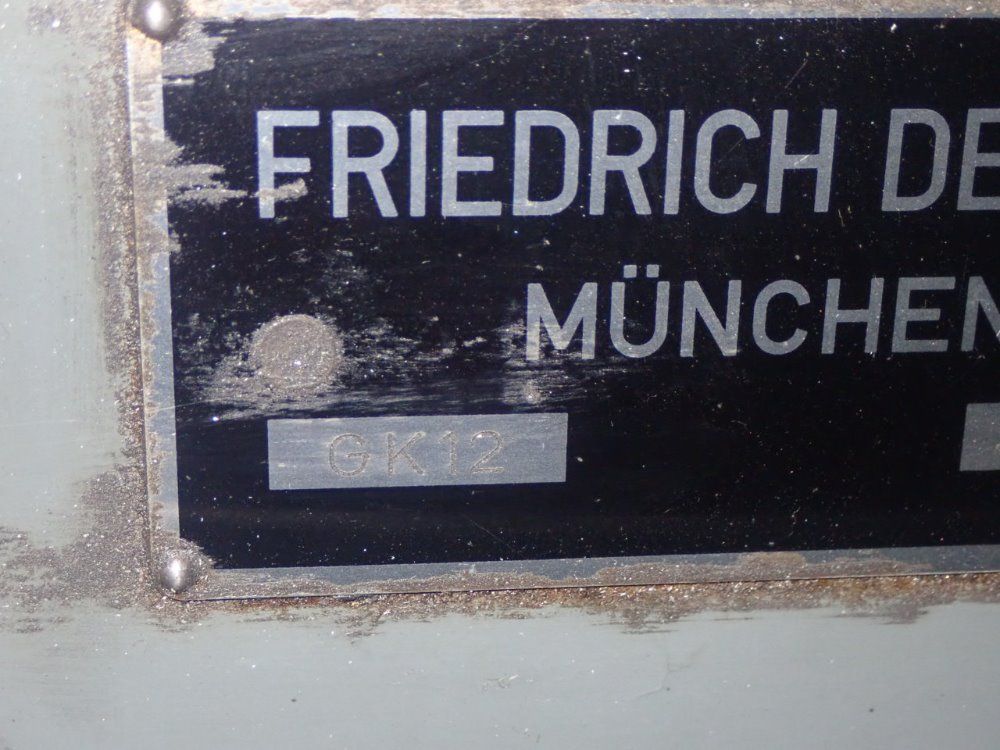 FRIEDRICH DE
MÜNCHEN
GK12